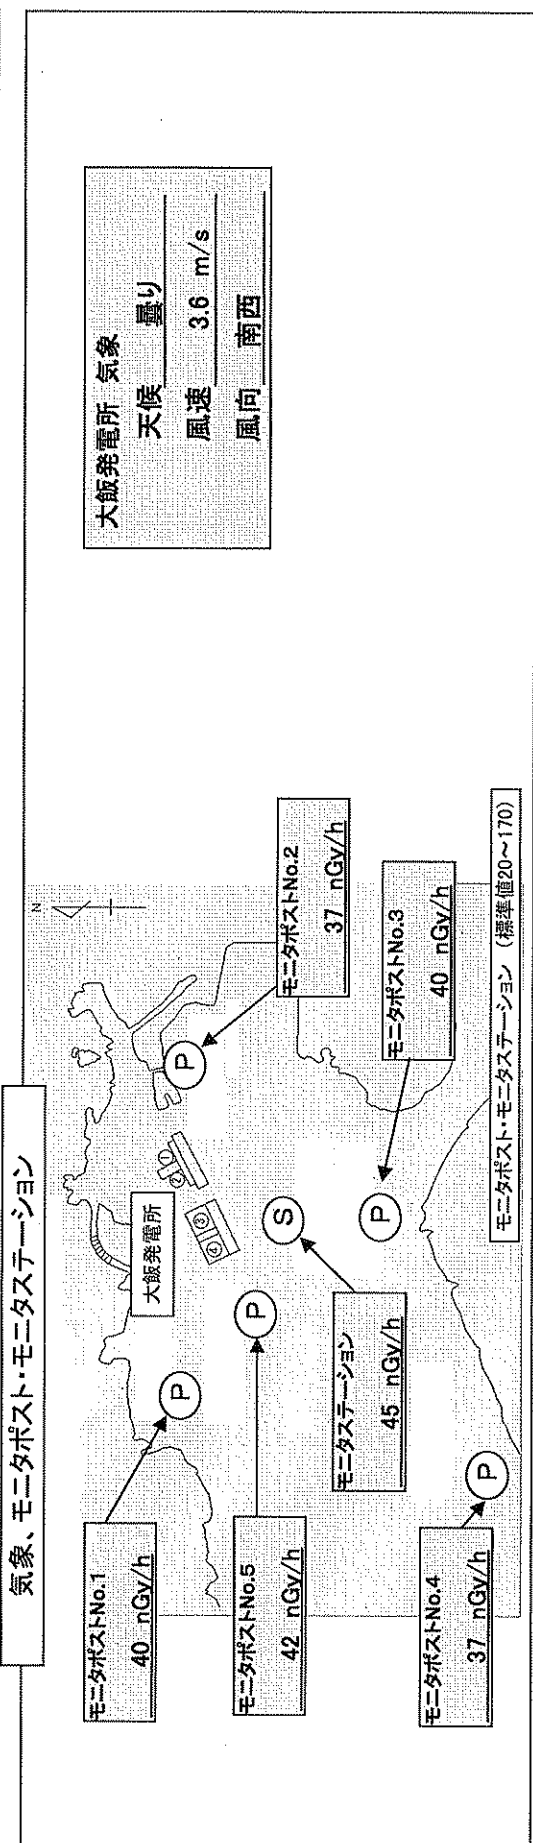 気象、モニタポスト・モニタステーション
大飯発電所 気象
天候 曇り
風速 3.6 m/s
風向 南西
N
モニタポストNo.1
40 nGy/h
P
大飯発電所
①
②
③
④
P
モニタポストNo.2
37 nGy/h
モニタポストNo.5
42 nGy/h
P
S
モニタステーション
45 nGy/h
P
モニタポストNo.3
40 nGy/h
モニタポストNo.4
37 nGy/h
P
モニタポスト・モニタステーション (標準値20~170)